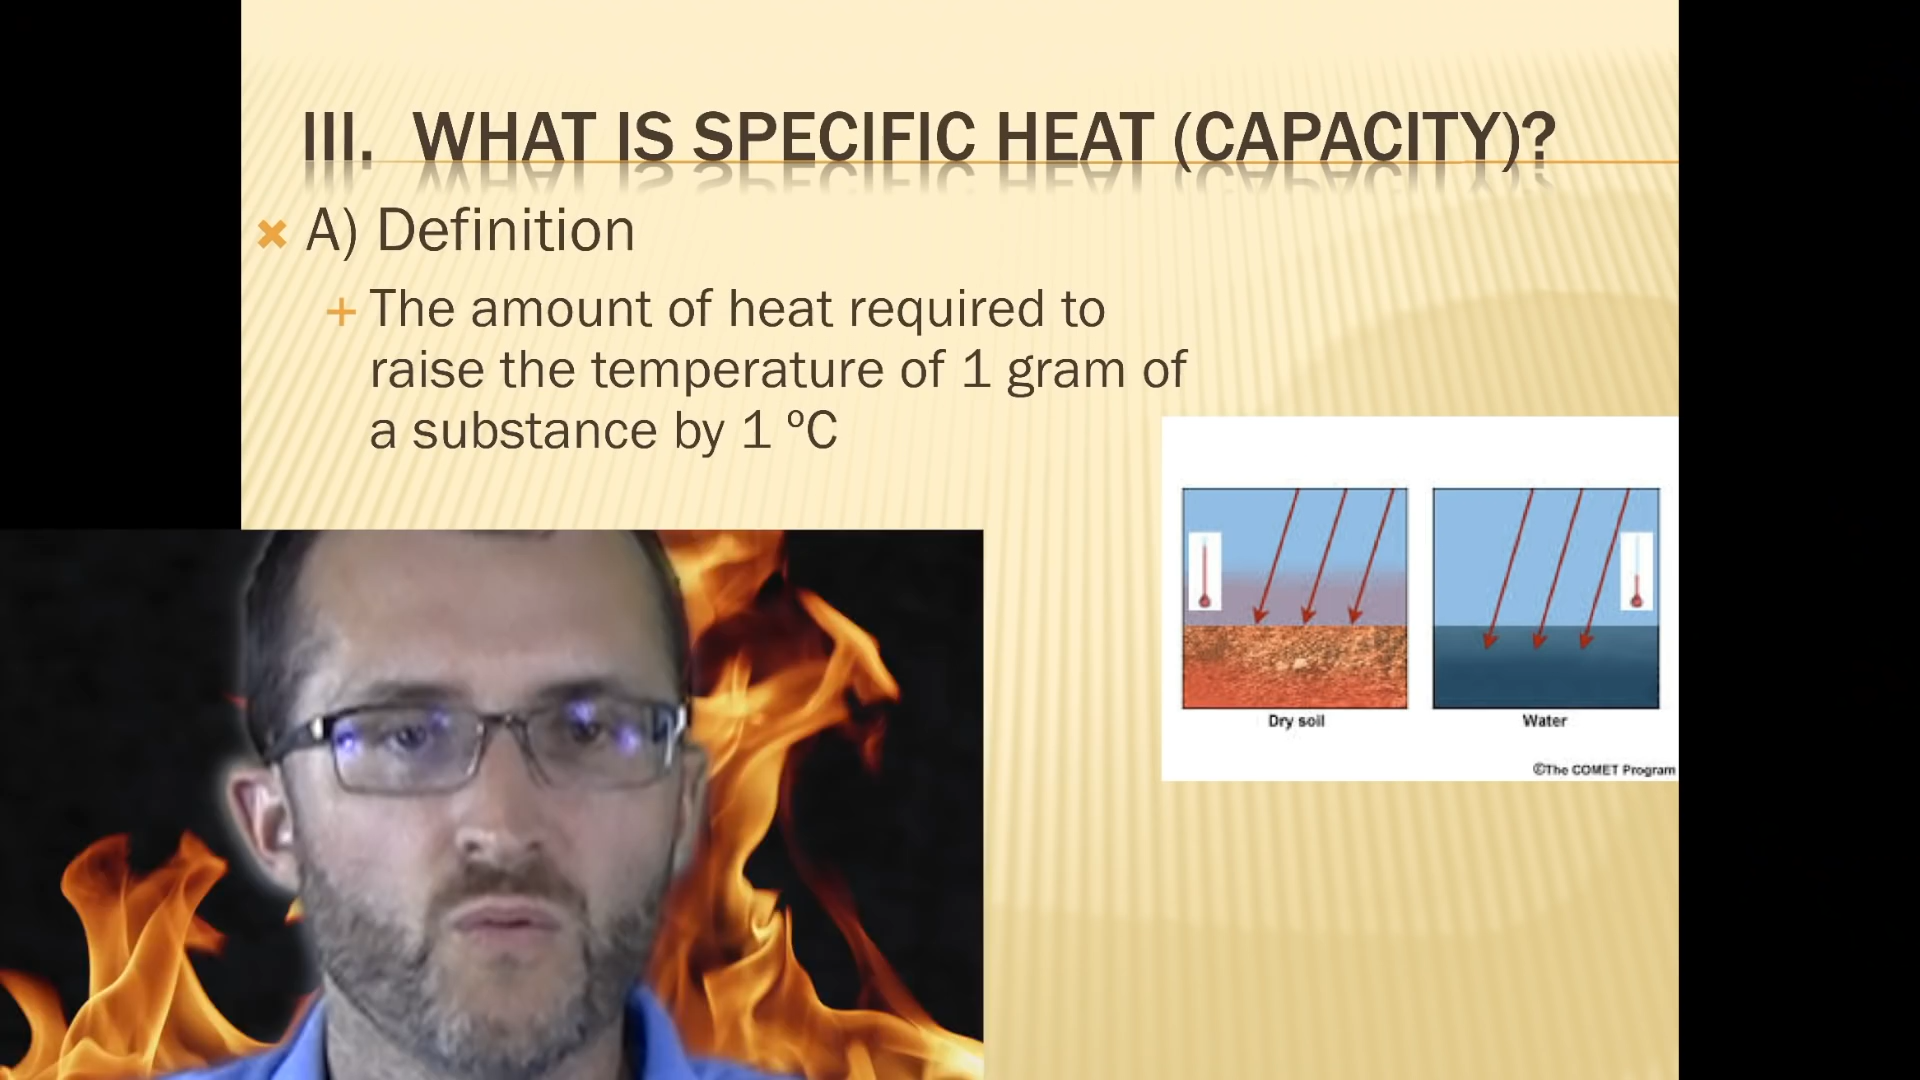 III. WHAT IS SPECIFIC HEAT (CAPACITY)?
A) Definition
The amount of heat required to
raise the temperature of 1 gram of
a substance by 1 ºC
Dry soil
Water
©The COMET Program